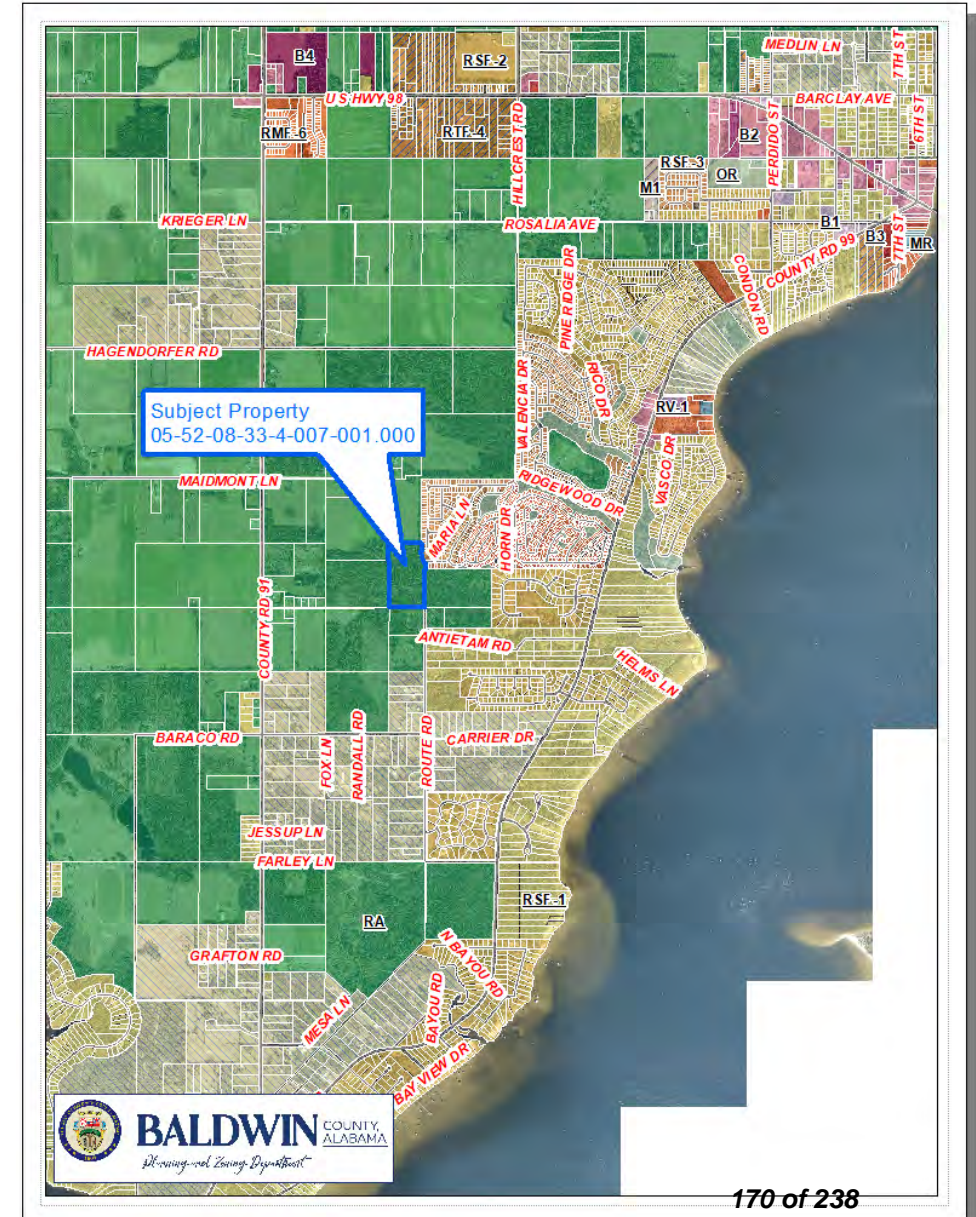 MEDLIN LN
7TH ST
B4
RSF-2
U S HWY 98
BARCLAY AVE
6TH ST
RMF-6
RTF-4
HILLCREST RD
B2
PERDIDO ST
RSF-3
OR
M1
KRIEGER LN
ROSALIA AVE
B1
COUNTY RD 99
B3
7TH ST
MR
PINE RIDGE DR
CONDON RD
HAGENDORFER RD
VALENCIA DR
RICO DR
Subject Property
05-52-08-33-4-007-001.000
RV-1
VASCO DR
MAIDMONT LN
RIDGEWOOD DR
MARIA LN
HORN DR
COUNTY RD 91
ANTIETAM RD
HELMS LN
BARACO RD
FOX LN
RANDALL RD
ROUTE RD
CARRIER DR
JESSUP LN
FARLEY LN
RSF-1
RA
GRAFTON RD
N BAYOU RD
MESA LN
BAYOU RD
BAY VIEW DR
BALDWIN COUNTY, ALABAMA
Planning and Zoning Department
170 of 238